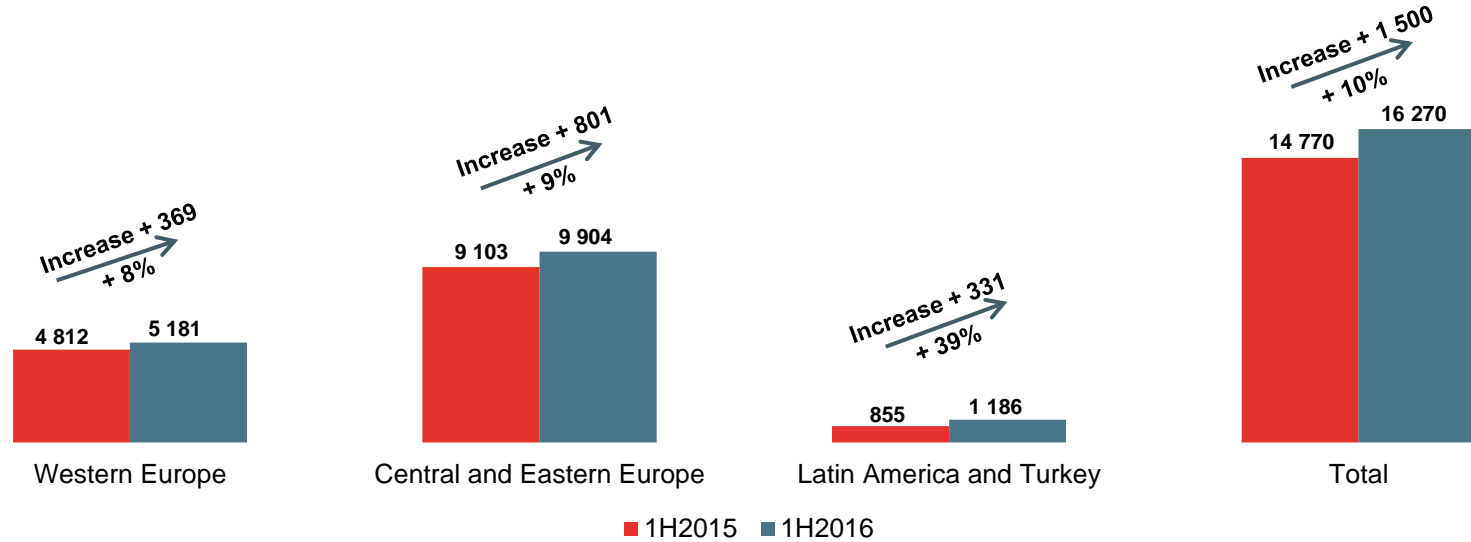 Increase + 369
+ 8%
4 812
5 181
Western Europe
Increase + 801
+ 9%
9 103
9 904
Central and Eastern Europe
Increase + 331
+ 39%
855
1 186
Latin America and Turkey
Increase + 1 500
+ 10%
14 770
16 270
Total
1H2015
1H2016